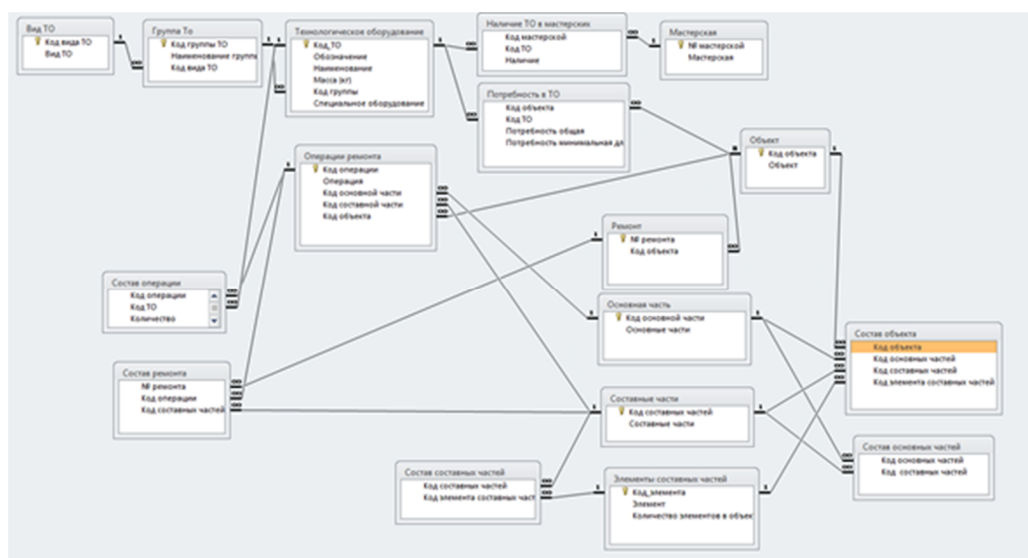 Вид ТО
Код вида ТО
Вид ТО
Группа То
Код группы ТО
Наименование группы
Код вида ТО
Технологическое оборудование
Код_ТО
Обозначение
Наименование
Масса (кг)
Код группы
Специальное оборудование
Наличие ТО в мастерских
Код мастерской
Код ТО
Наличие
Мастерская
№ мастерской
Мастерская
Потребность в ТО
Код объекта
Код ТО
Потребность общая
Потребность минимальная дл
Объект
Код объекта
Объект
Операции ремонта
Код операции
Операция
Код основной части
Код составной части
Код объекта
Ремонт
№ ремонта
Код объекта
Состав операции
Код операции
Код ТО
Количество
Основная часть
Код основной части
Основные части
Состав объекта
Код объекта
Код основных частей
Код составных частей
Код элемента составных частей
Состав ремонта
№ ремонта
Код операции
Код составных частей
Составные части
Код составных частей
Составные части
Состав основных частей
Код основных частей
Код составных частей
Состав составных частей
Код составных частей
Код элемента составных част
Элементы составных частей
Код_элемента
Элемент
Количество элементов в объек